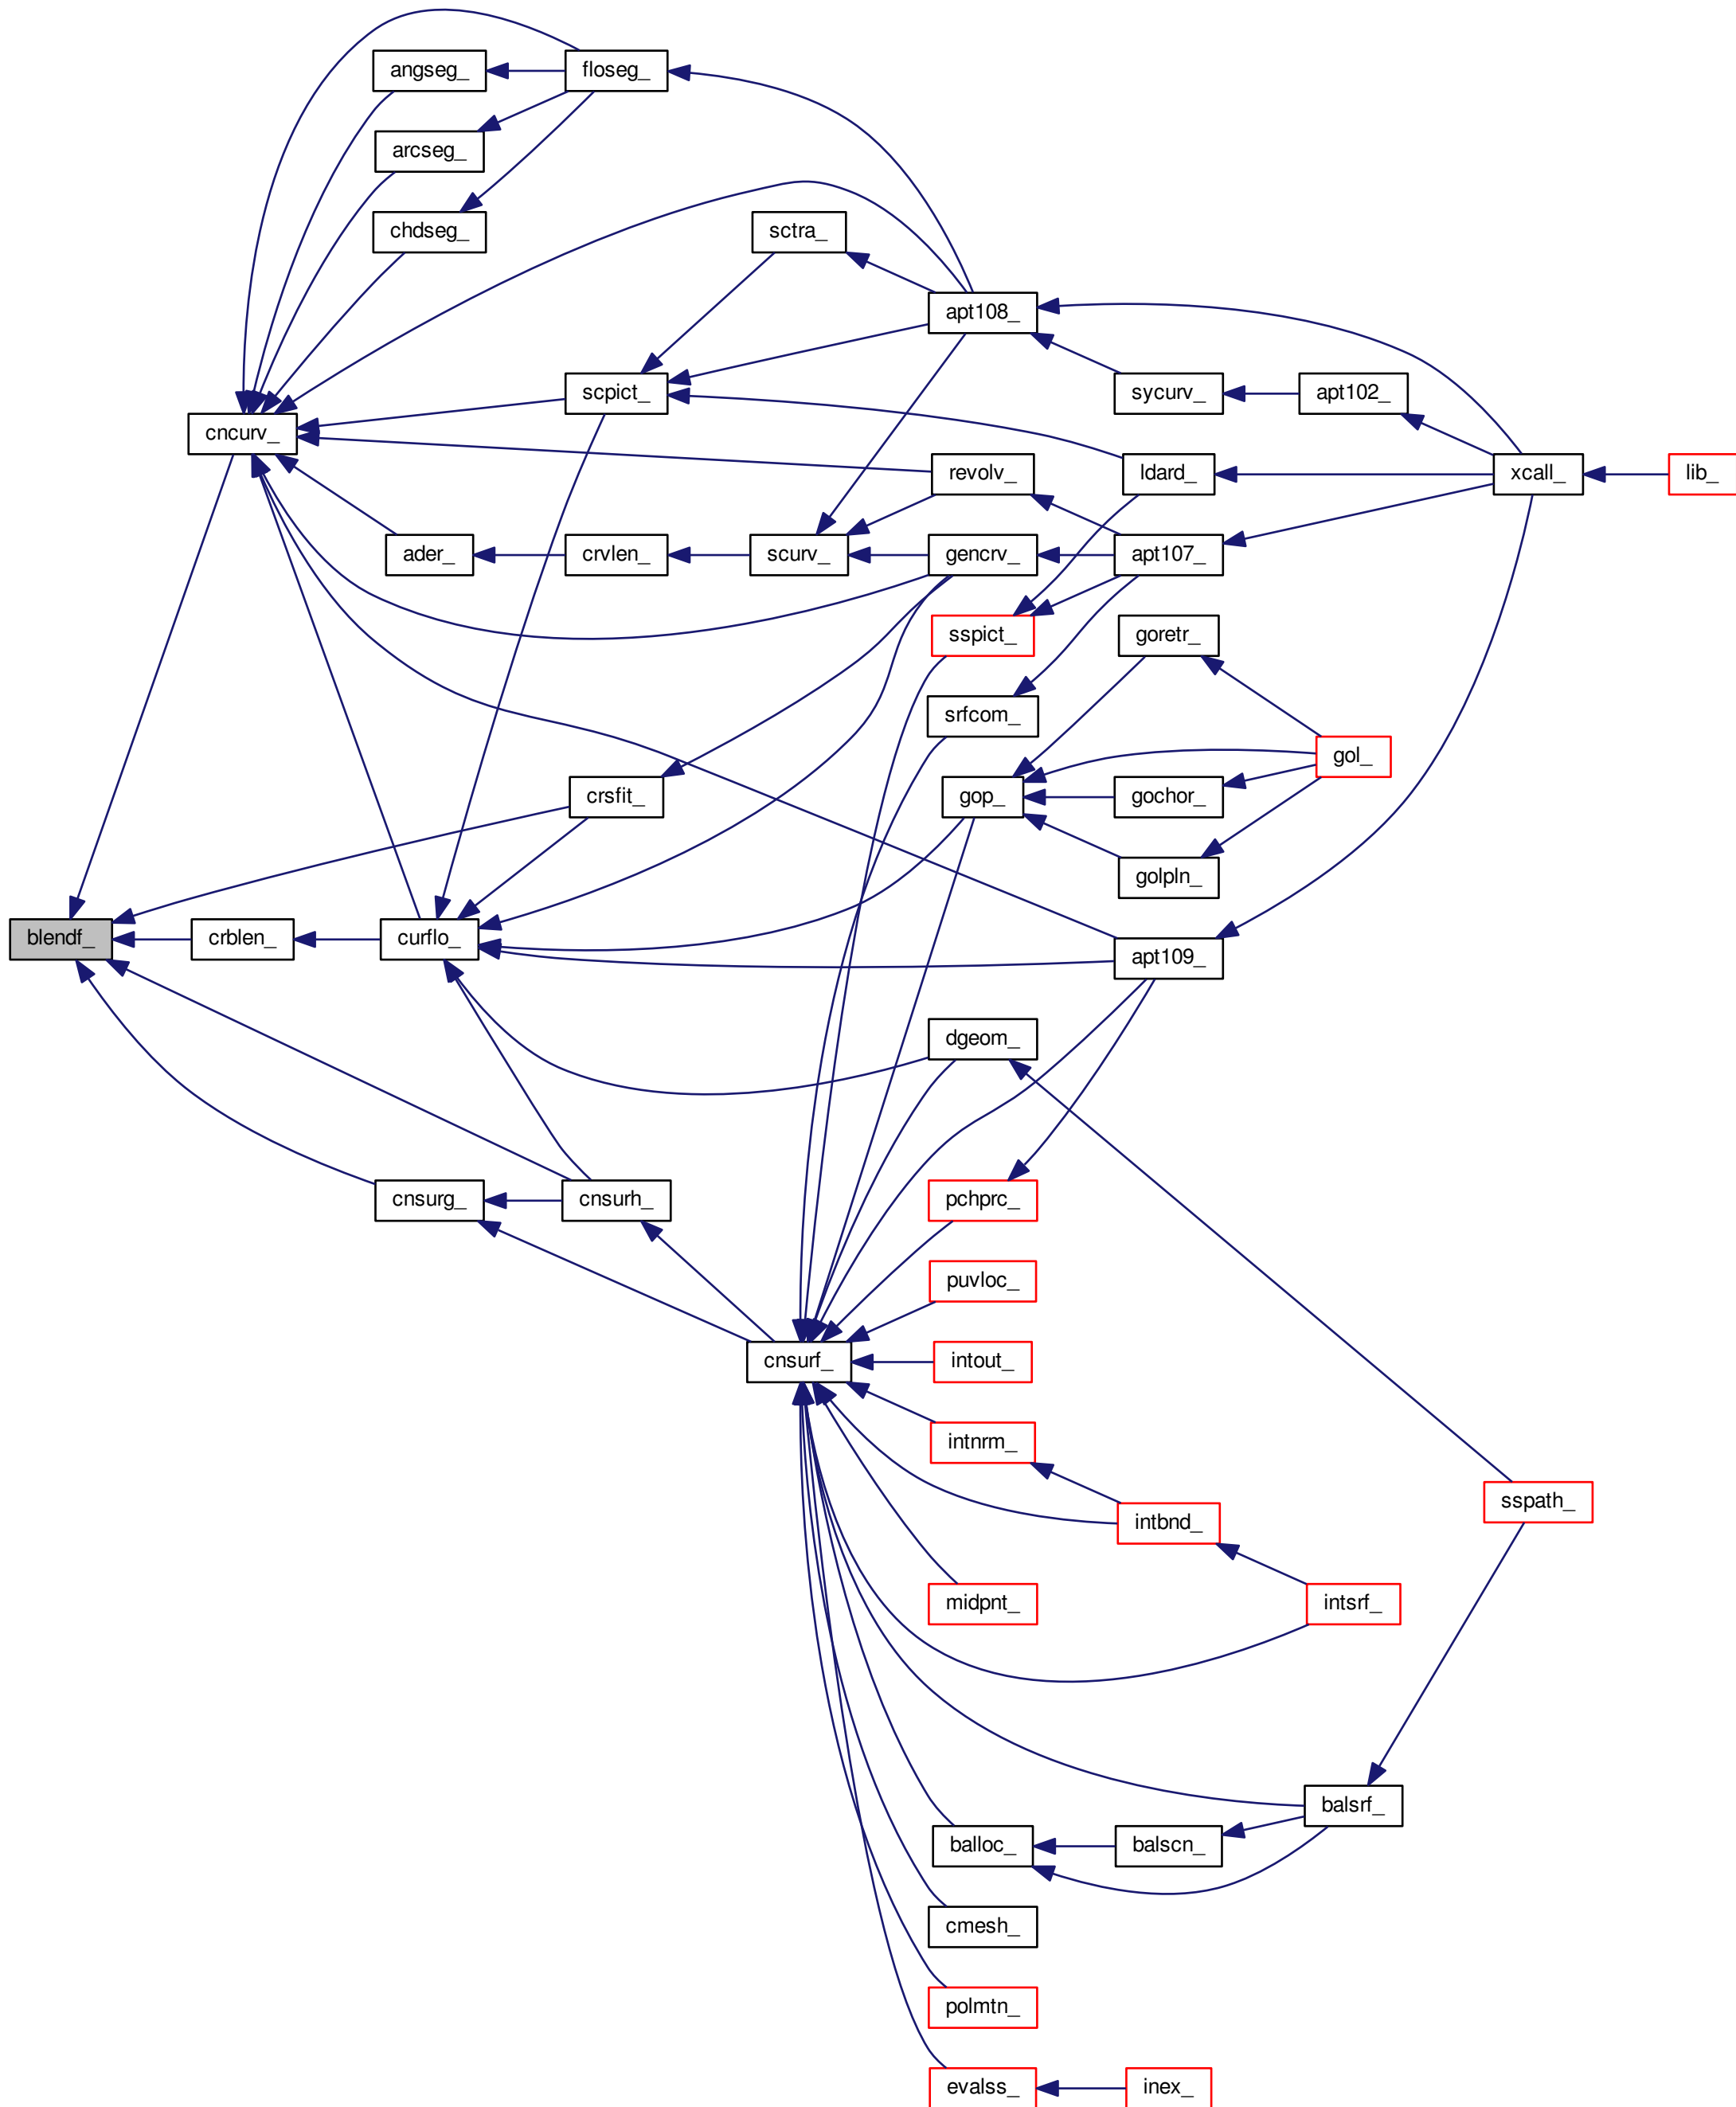 angseg_
floseg_
arcseg_
chdseg_
sctra_
apt108_
scpict_
sycurv_
apt102_
cncurv_
revolv_
ldard_
xcall_
lib_
ader_
crvlen_
scurv_
gencrv_
apt107_
sspict_
goretr_
srfcom_
gol_
crsfit_
gop_
gochor_
golpln_
blendf_
crblen_
curflo_
apt109_
dgeom_
cnsurg_
cnsurh_
pchprc_
puvloc_
cnsurf_
intout_
intnrm_
sspath_
intbnd_
midpnt_
intsrf_
balsrf_
balloc_
balscn_
cmesh_
polmtn_
evalss_
inex_